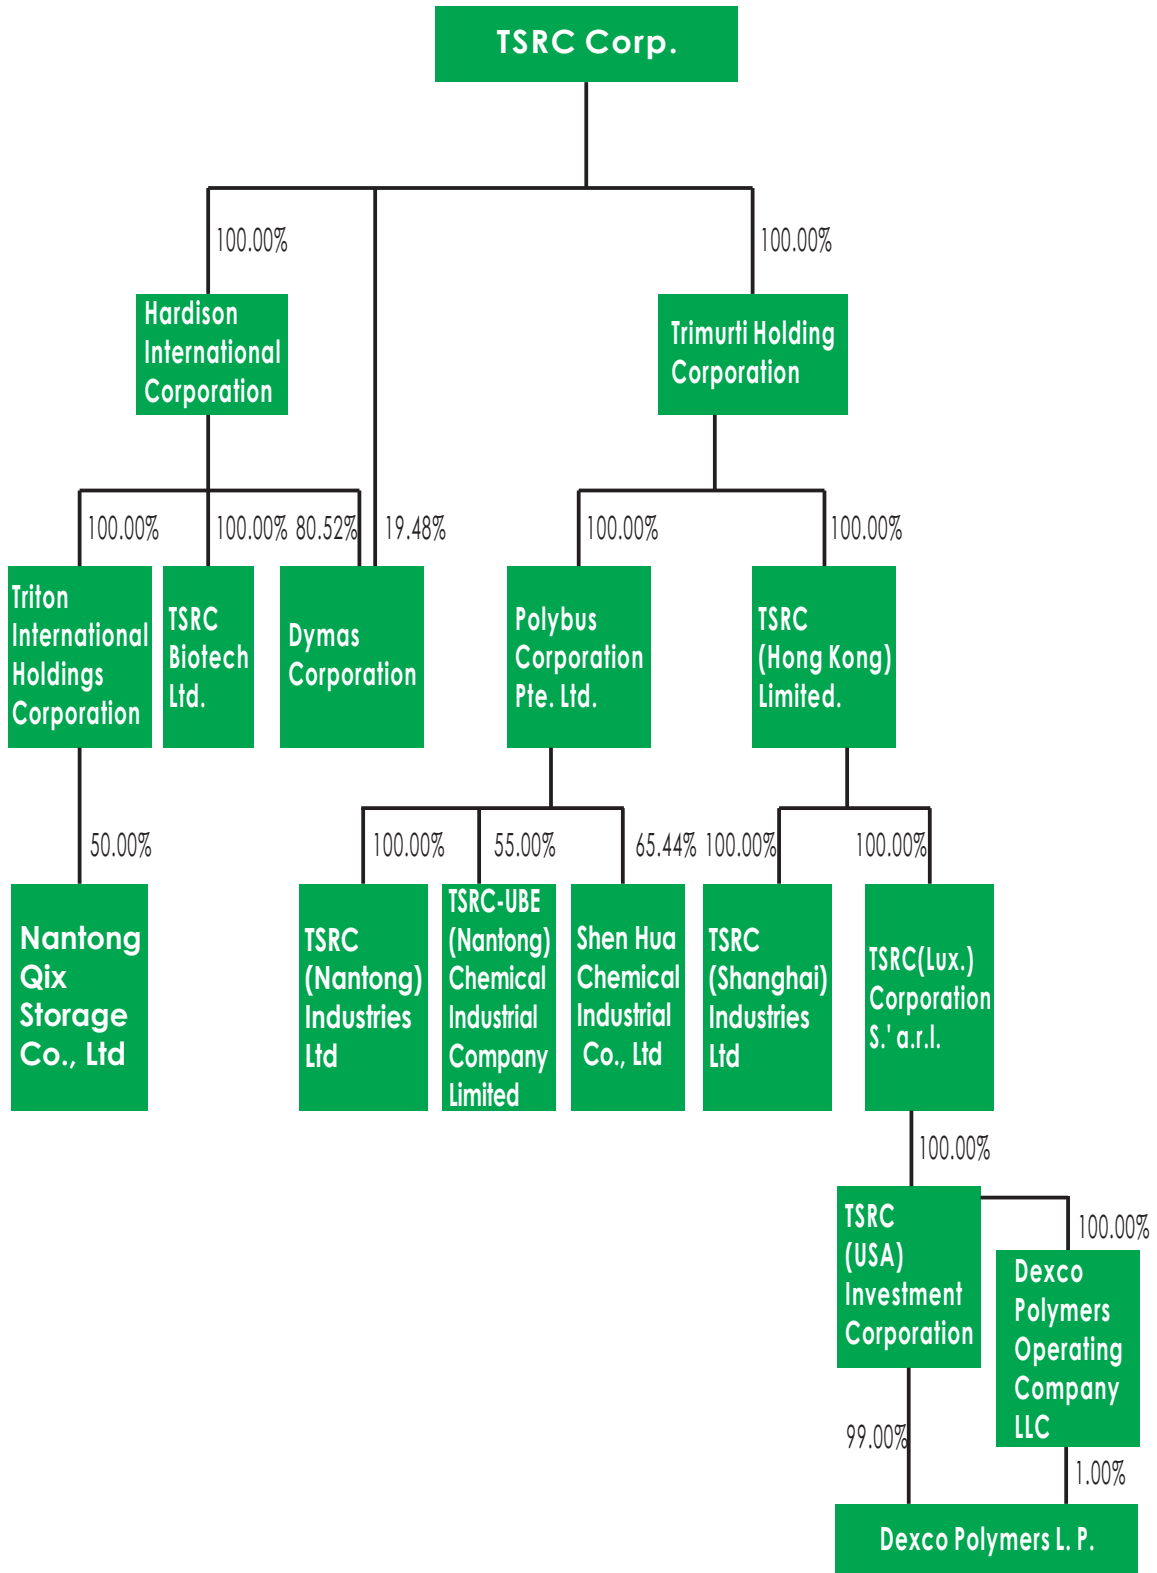 TSRC Corp.
100.00%
100.00%
Hardison
International
Corporation
Trimurti Holding
Corporation
100.00%
100.00%
80.52%
19.48%
100.00%
100.00%
Triton
International
Holdings
Corporation
TSRC
Biotech
Ltd.
Dymas
Corporation
Polybus
Corporation
Pte. Ltd.
TSRC
(Hong Kong)
Limited.
50.00%
100.00%
55.00%
65.44%
100.00%
100.00%
Nantong
Qix
Storage
Co., Ltd
TSRC
(Nantong)
Industries
Ltd
TSRC-UBE
(Nantong)
Chemical
Industrial
Company
Limited
Shen Hua
Chemical
Industrial
Co., Ltd
TSRC
(Shanghai)
Industries
Ltd
TSRC(Lux.)
Corporation
S.' a.r.l.
100.00%
TSRC
(USA)
Investment
Corporation
100.00%
Dexco
Polymers
Operating
Company
LLC
99.00%
1.00%
Dexco Polymers L. P.